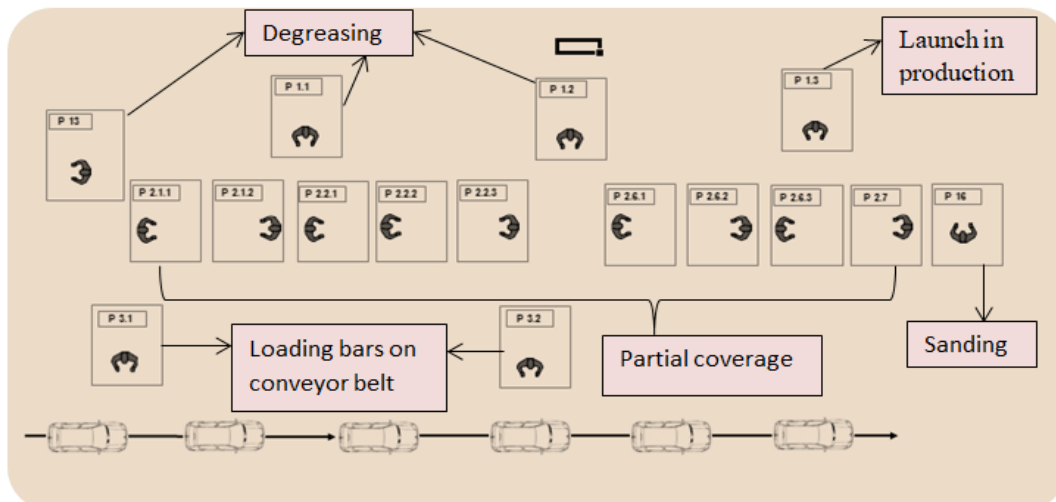 Degreasing
Launch in
production
P 1.1
P 1.2
P 1.3
P 13
P 2.1.1
P 2.1.2
P 2.2.1
P 2.2.2
P 2.2.3
P 2.6.1
P 2.6.2
P 2.6.3
P 2.7
P 16
P 3.1
P 3.2
Loading bars on
conveyor belt
Partial coverage
Sanding